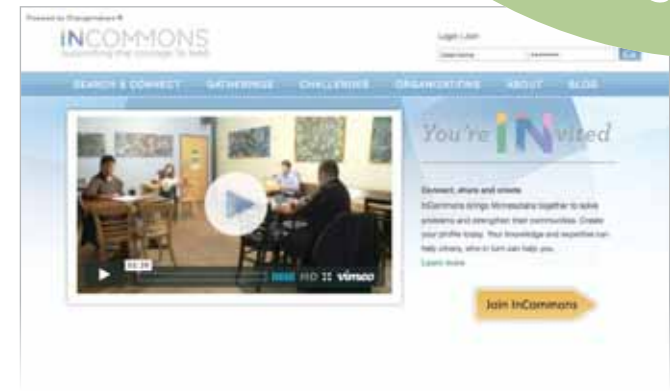 Powered by Changemakers
INCOMMONS
supporting the courage to lead
Login | Join
SEARCH & CONNECT GATHERINGS CHALLENGES ORGANIZATIONS ABOUT BLOG
You're INvited
Connect, share and create
InCommons brings Minnesotans together to solve
problems and strengthen their communities. Create
your profile today. Your knowledge and expertise can
help others, who in turn can help you.
Learn more
HD vimeo
Join InCommons